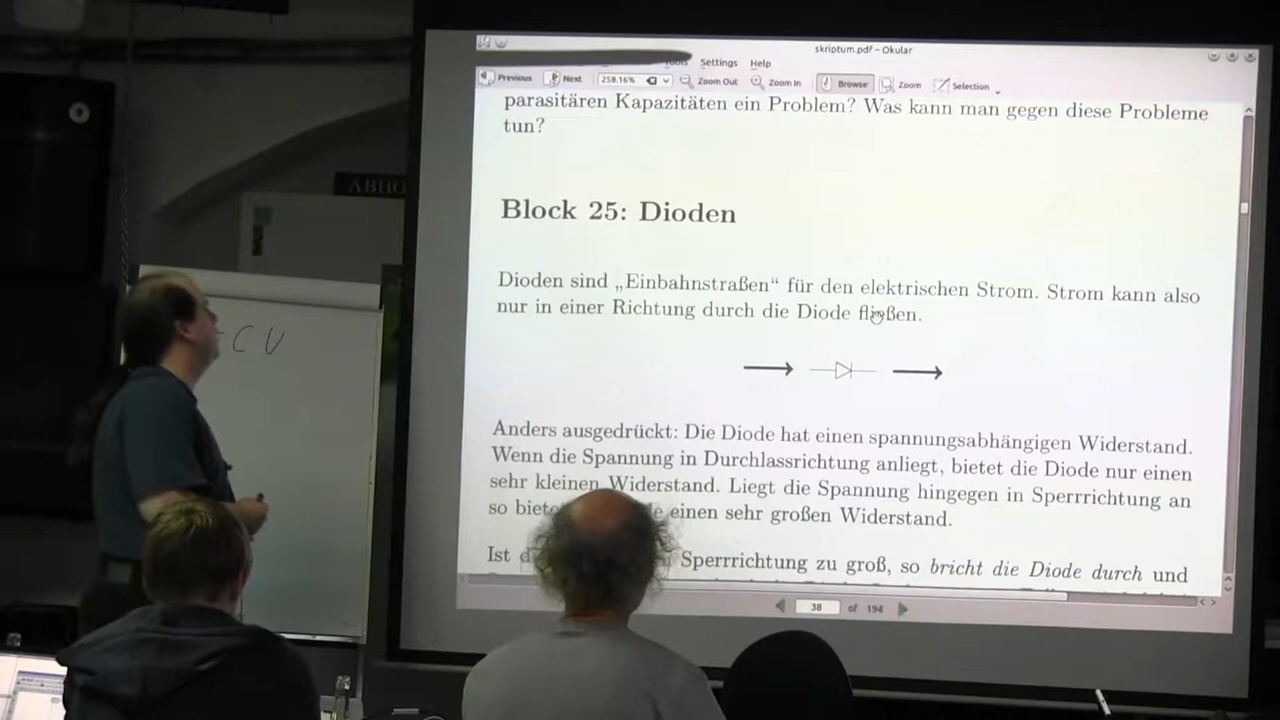 skriptum.pdf – Okular
Settings Help
Previous Next 258.16% Zoom Out Zoom In Browse Zoom Selection
parasitären Kapazitäten ein Problem? Was kann man gegen diese Probleme
tun?
ABHO
Block 25: Dioden
Dioden sind „Einbahnstraßen“ für den elektrischen Strom. Strom kann also
nur in einer Richtung durch die Diode fließen.
CU
Anders ausgedrückt: Die Diode hat einen spannungsabhängigen Widerstand.
Wenn die Spannung in Durchlassrichtung anliegt, bietet die Diode nur einen
sehr kleinen Widerstand. Liegt die Spannung hingegen in Sperrrichtung an
so einen sehr großen Widerstand.
Ist Sperrrichtung zu groß, so bricht die Diode durch und
38 of 194